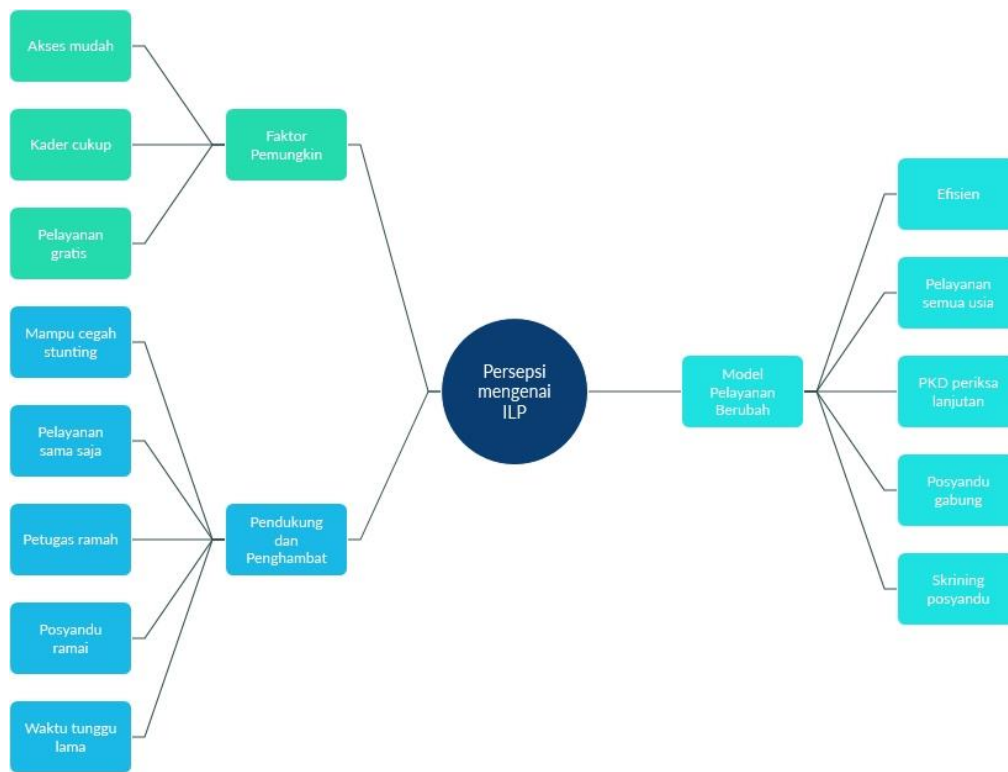 Akses mudah
Kader cukup
Pelayanan
gratis
Faktor
Pemungkin
Mampu cegah
stunting
Pelayanan
sama saja
Petugas ramah
Posyandu
ramai
Waktu tunggu
lama
Pendukung
dan
Penghambat
Persepsi
mengenai
ILP
Model
Pelayanan
Berubah
Efisien
Pelayanan
semua usia
PKD periksa
lanjutan
Posyandu
gabung
Skrining
posyandu